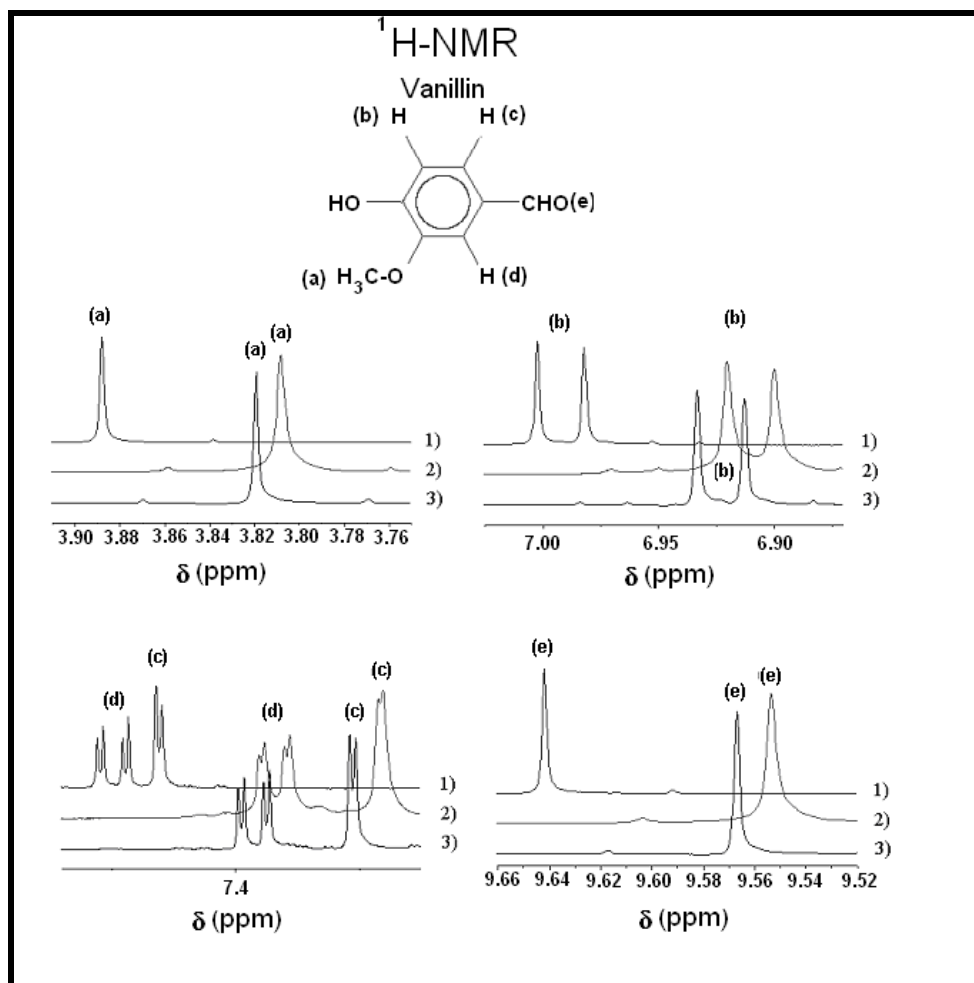 ¹H-NMR
Vanillin
(b) H H (c)
HO CHO(e)
(a) H₃C-O H (d)
(a) (a) (a)
1)
2)
3)
3.90 3.88 3.86 3.84 3.82 3.80 3.78 3.76
δ (ppm)
(b) (b)
1)
(b) 2)
3)
7.00 6.95 6.90
δ (ppm)
(d) (c) (d) (c) (c)
1)
2)
3)
7.4
δ (ppm)
(e) (e) (e)
1)
2)
3)
9.66 9.64 9.62 9.60 9.58 9.56 9.54 9.52
δ (ppm)